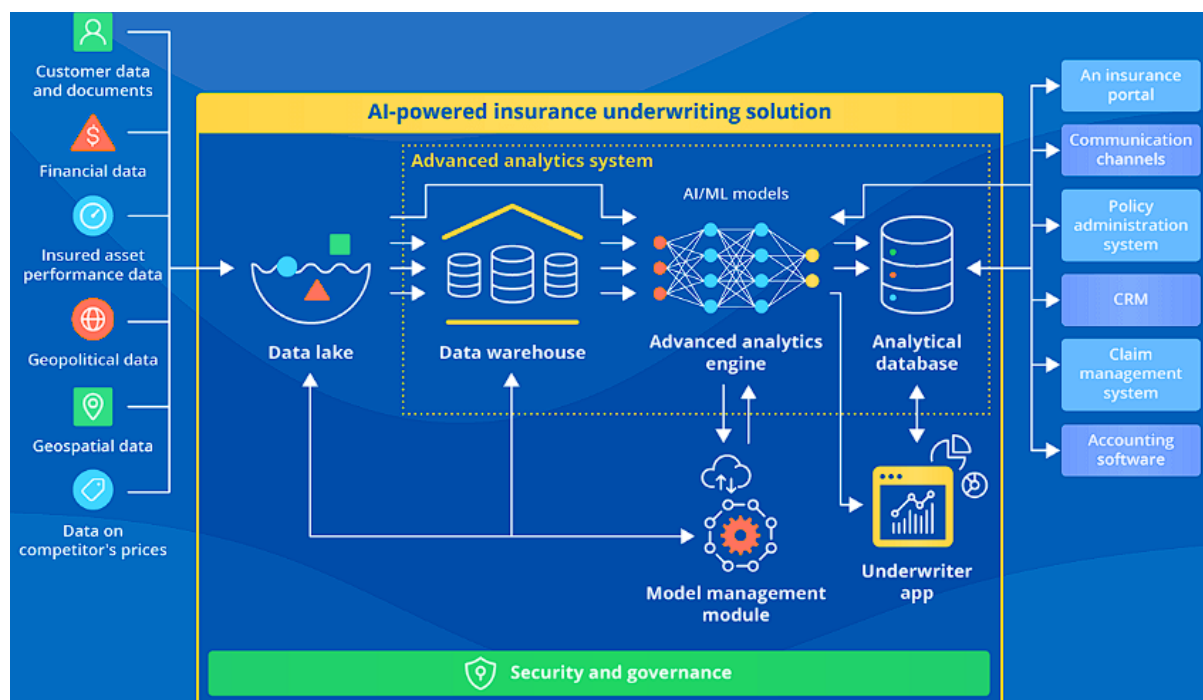 Customer data
and documents
$
Financial data
Insured asset
performance data
Geopolitical data
Geospatial data
Data on
competitor's prices
AI-powered insurance underwriting solution
Advanced analytics system
AI/ML models
Data lake
Data warehouse
Advanced analytics
engine
Analytical
database
Model management
module
Underwriter
app
Security and governance
An insurance
portal
Communication
channels
Policy
administration
system
CRM
Claim
management
system
Accounting
software